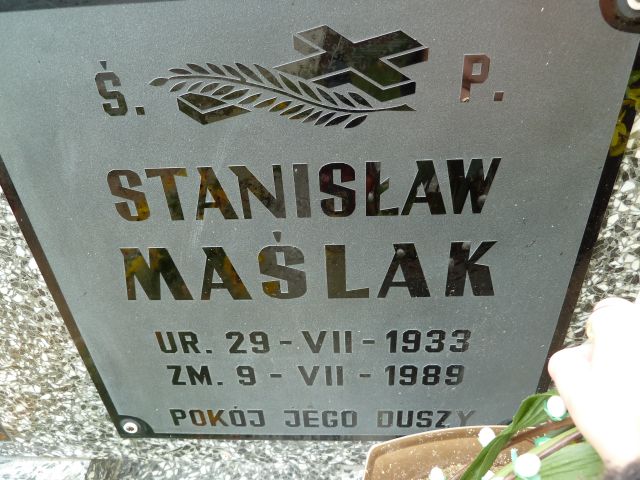 Ś. P.
STANISŁAW
MAŚLAK
UR. 29 - VII - 1933
ZM. 9 - VII - 1989
POKÓJ JEGO DUSZY